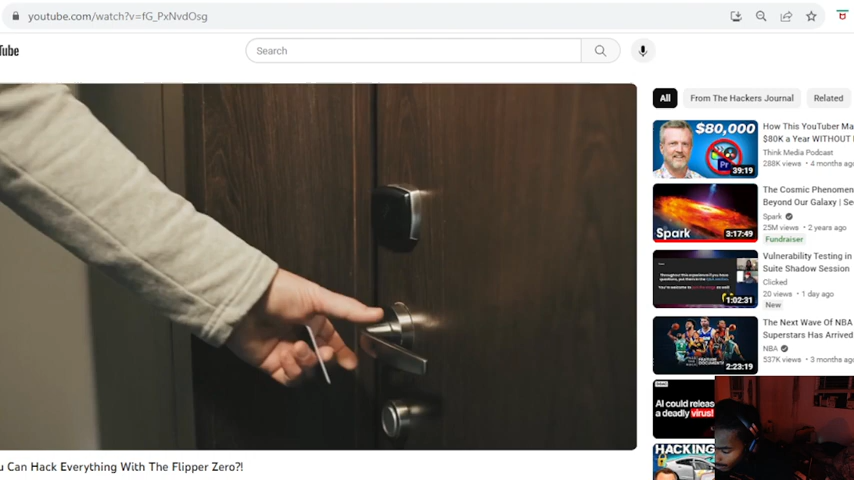 youtube.com/watch?v=fG_PxNvdOsg
Tube
Search
All
From The Hackers Journal
Related
$80,000
Pr
39:19
How This YouTuber Ma
$80K a Year WITHOUT
Think Media Podcast
288K views • 4 months ago
Spark
3:17:49
The Cosmic Phenomen
Beyond Our Galaxy | Se
Spark
25M views • 2 years ago
Fundraiser
1:02:31
Vulnerability Testing in
Suite Shadow Session
Clicked
20 views • 1 day ago
New
2:23:19
The Next Wave Of NBA
Superstars Has Arrived
NBA
537K views • 3 months ago
AI could releas
a deadly virus!
HACKING
u Can Hack Everything With The Flipper Zero?!